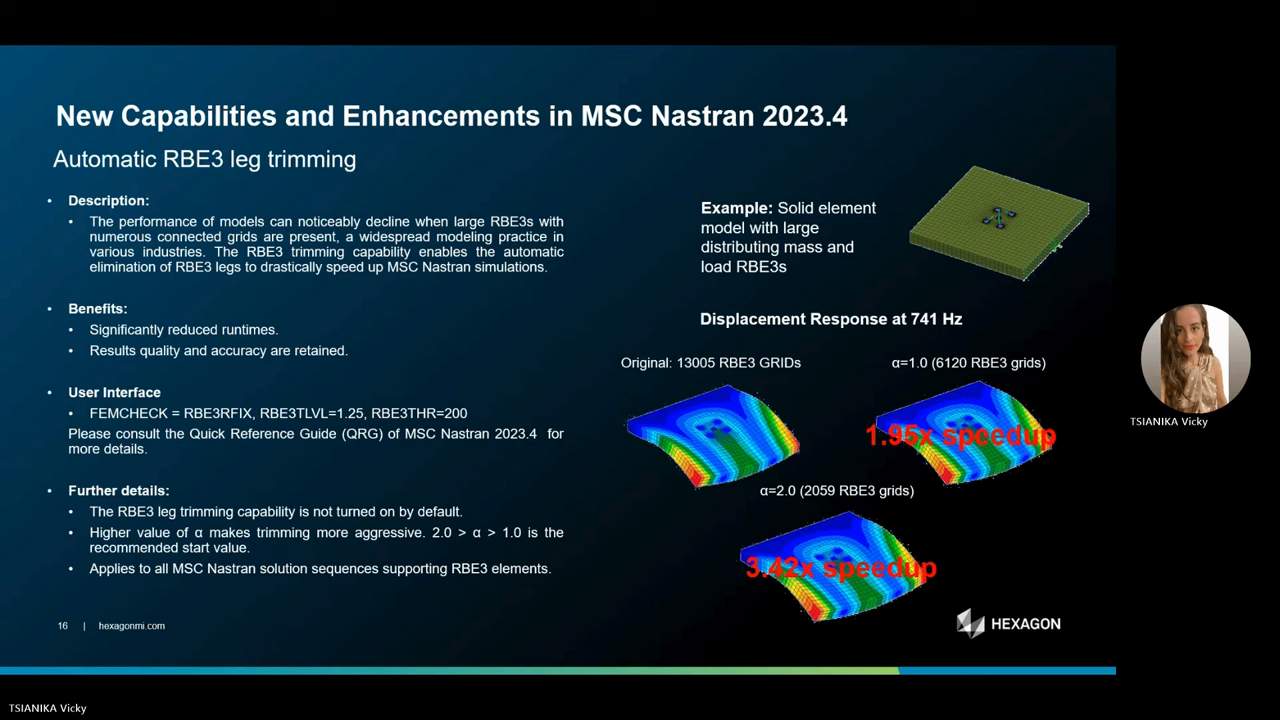 New Capabilities and Enhancements in MSC Nastran 2023.4
Automatic RBE3 leg trimming
• Description:
• The performance of models can noticeably decline when large RBE3s with
numerous connected grids are present, a widespread modeling practice in
various industries. The RBE3 trimming capability enables the automatic
elimination of RBE3 legs to drastically speed up MSC Nastran simulations.
• Benefits:
• Significantly reduced runtimes.
• Results quality and accuracy are retained.
• User Interface
• FEMCHECK = RBE3RFIX, RBE3TLVL=1.25, RBE3THR=200
Please consult the Quick Reference Guide (QRG) of MSC Nastran 2023.4 for
more details.
• Further details:
• The RBE3 leg trimming capability is not turned on by default.
• Higher value of α makes trimming more aggressive. 2.0 > α > 1.0 is the
recommended start value.
• Applies to all MSC Nastran solution sequences supporting RBE3 elements.
Example: Solid element
model with large
distributing mass and
load RBE3s
Displacement Response at 741 Hz
Original: 13005 RBE3 GRIDs
α=1.0 (6120 RBE3 grids)
1.95x speedup
α=2.0 (2059 RBE3 grids)
3.42x speedup
16 | hexagonmi.com
HEXAGON
TSIANIKA Vicky
TSIANIKA Vicky